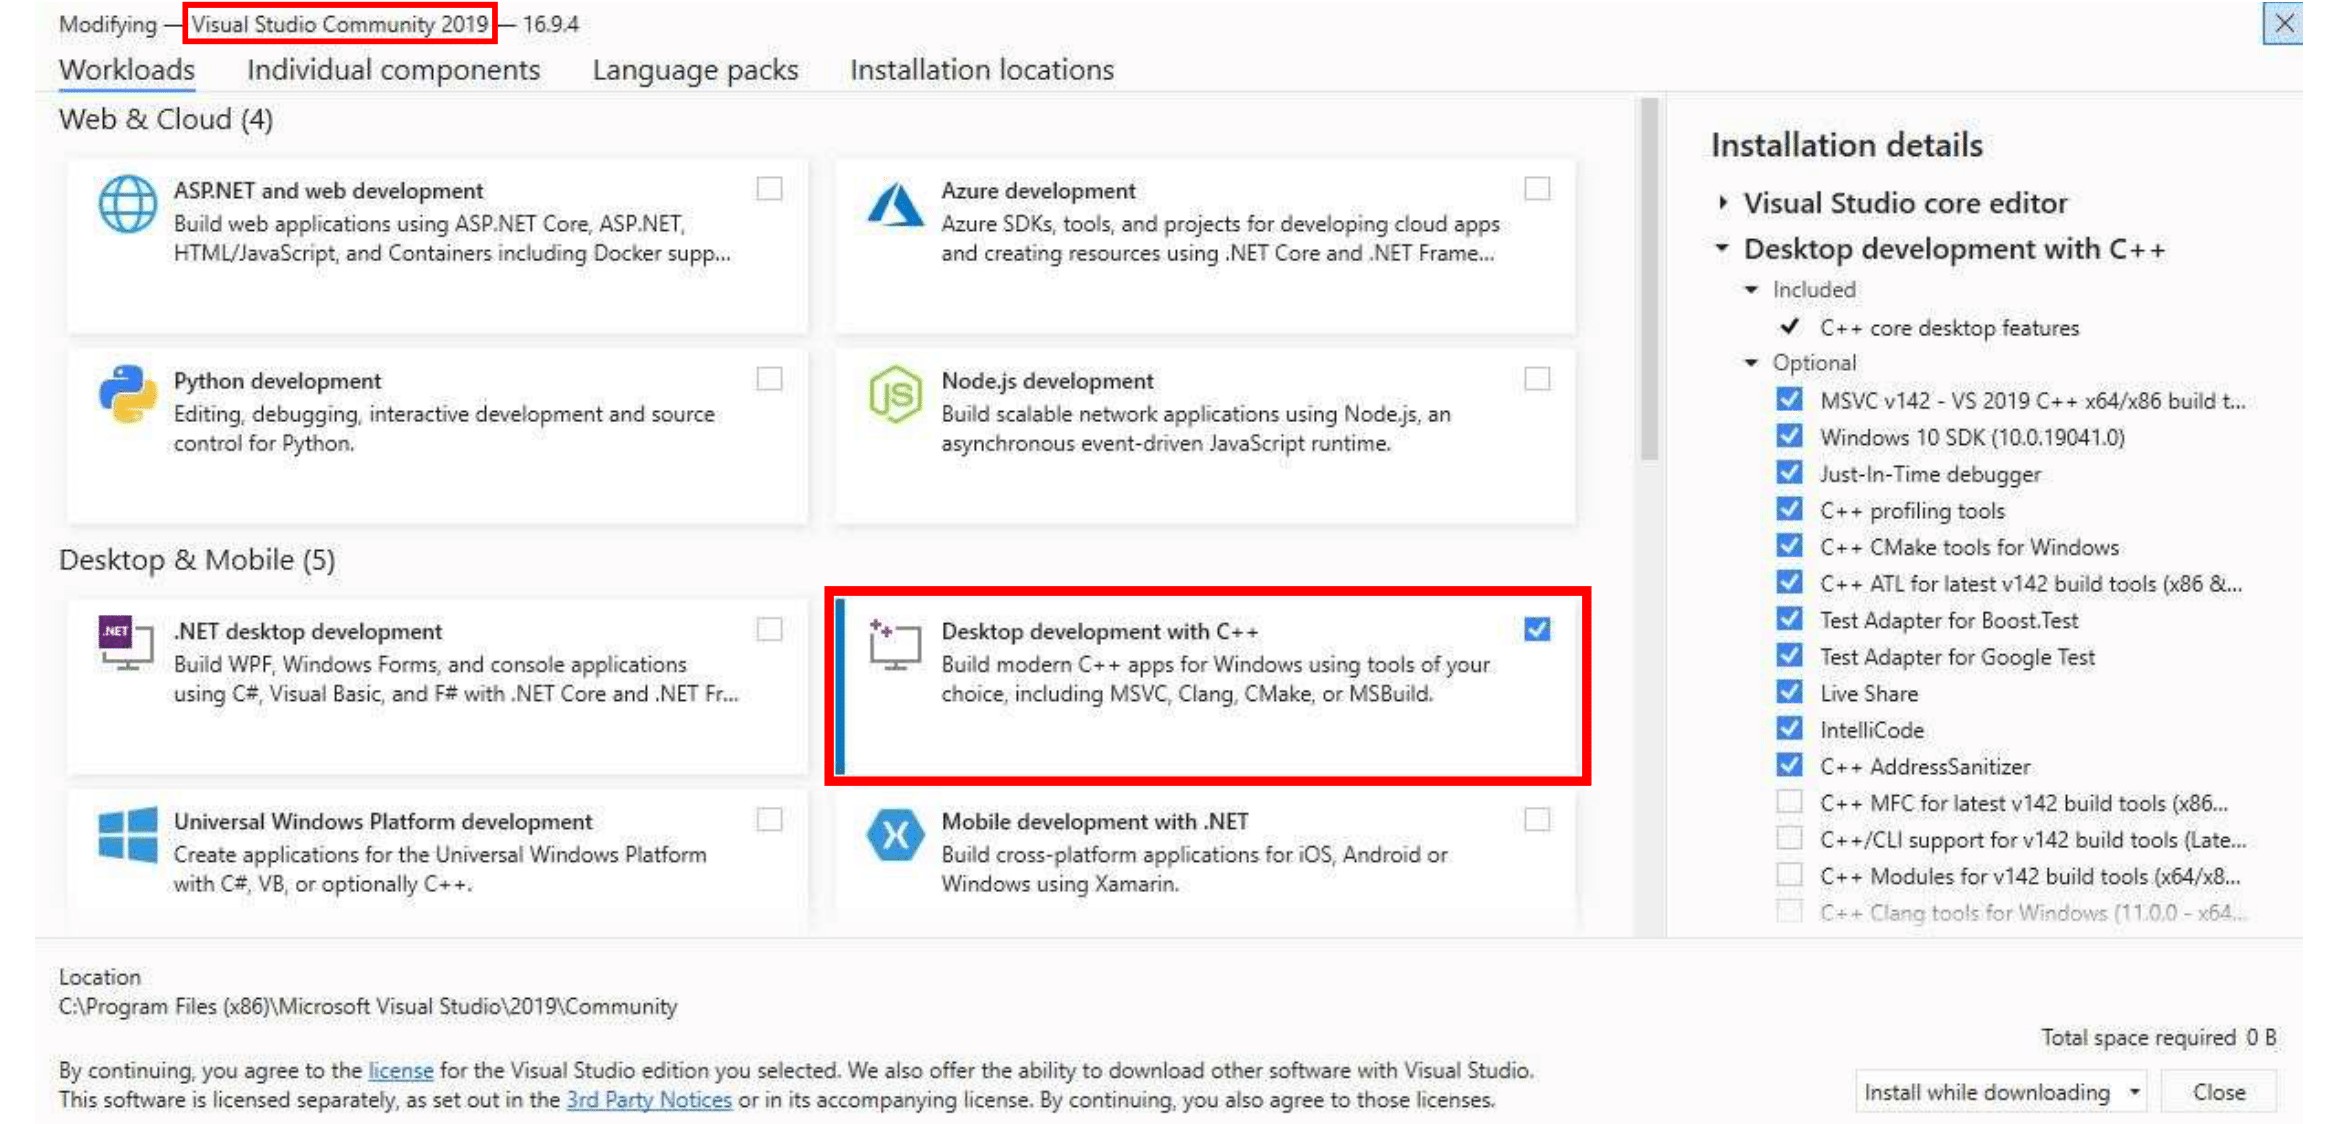 Modifying — Visual Studio Community 2019 — 16.9.4
Workloads Individual components Language packs Installation locations
Web & Cloud (4)
ASP.NET and web development
Build web applications using ASP.NET Core, ASP.NET,
HTML/JavaScript, and Containers including Docker supp...
Azure development
Azure SDKs, tools, and projects for developing cloud apps
and creating resources using .NET Core and .NET Frame...
Python development
Editing, debugging, interactive development and source
control for Python.
JS
Node.js development
Build scalable network applications using Node.js, an
asynchronous event-driven JavaScript runtime.
Desktop & Mobile (5)
.NET
.NET desktop development
Build WPF, Windows Forms, and console applications
using C#, Visual Basic, and F# with .NET Core and .NET Fr...
Desktop development with C++
Build modern C++ apps for Windows using tools of your
choice, including MSVC, Clang, CMake, or MSBuild.
Universal Windows Platform development
Create applications for the Universal Windows Platform
with C#, VB, or optionally C++.
Mobile development with .NET
Build cross-platform applications for iOS, Android or
Windows using Xamarin.
Installation details
Visual Studio core editor
Desktop development with C++
Included
C++ core desktop features
Optional
MSVC v142 - VS 2019 C++ x64/x86 build t...
Windows 10 SDK (10.0.19041.0)
Just-In-Time debugger
C++ profiling tools
C++ CMake tools for Windows
C++ ATL for latest v142 build tools (x86 &...
Test Adapter for Boost.Test
Test Adapter for Google Test
Live Share
IntelliCode
C++ AddressSanitizer
C++ MFC for latest v142 build tools (x86...
C++/CLI support for v142 build tools (Late...
C++ Modules for v142 build tools (x64/x8...
C++ Clang tools for Windows (11.0.0 - x64...
Location
C:\Program Files (x86)\Microsoft Visual Studio\2019\Community
By continuing, you agree to the license for the Visual Studio edition you selected. We also offer the ability to download other software with Visual Studio.
This software is licensed separately, as set out in the 3rd Party Notices or in its accompanying license. By continuing, you also agree to those licenses.
Total space required 0 B
Install while downloading
Close